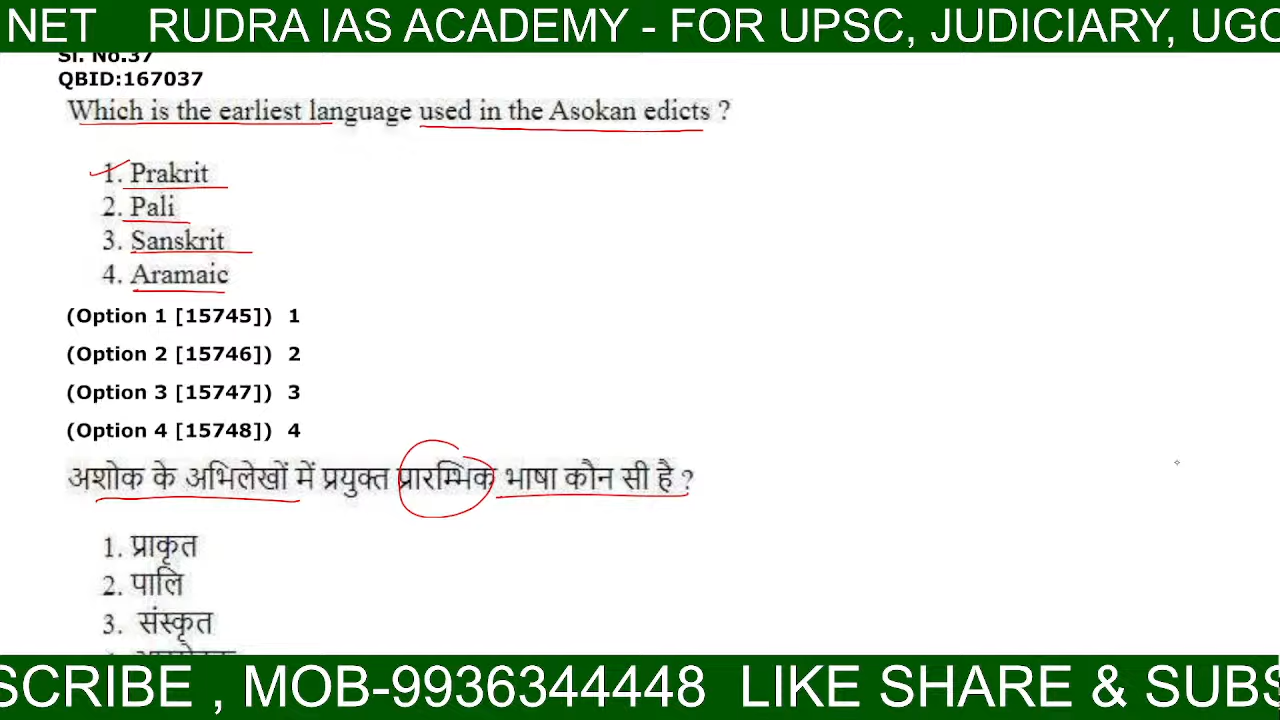 NET RUDRA IAS ACADEMY - FOR UPSC, JUDICIARY, UGC
Sl. No.37
QBID:167037
Which is the earliest language used in the Asokan edicts ?
1. Prakrit
2. Pali
3. Sanskrit
4. Aramaic
(Option 1 [15745]) 1
(Option 2 [15746]) 2
(Option 3 [15747]) 3
(Option 4 [15748]) 4
अशोक के अभिलेखों में प्रयुक्त प्रारम्भिक भाषा कौन सी है ?
1. प्राकृत
2. पालि
3. संस्कृत
SCRIBE , MOB-9936344448 LIKE SHARE & SUBS